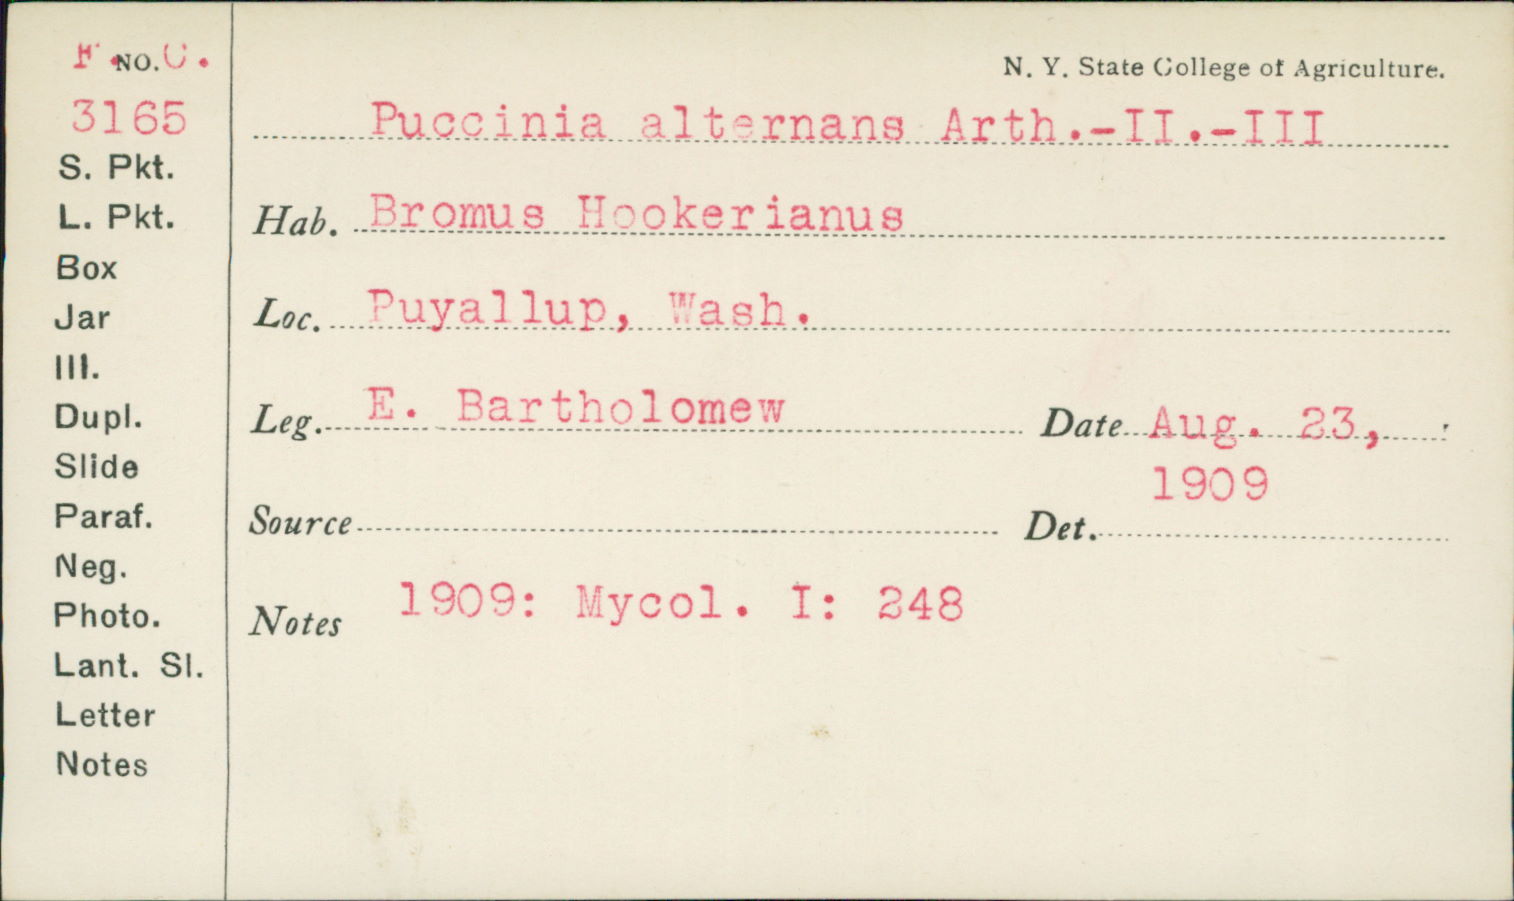 F. NO. C.
3165
S. Pkt.
L. Pkt.
Box
Jar
Ill.
Dupl.
Slide
Paraf.
Neg.
Photo.
Lant. Sl.
Letter
Notes
N. Y. State College of Agriculture.
Puccinia alternans Arth.-II.-III
Hab. Bromus Hookerianus
Loc. Puyallup, Wash.
Leg. E. Bartholomew Date Aug. 23,
1909
Source Det.
Notes 1909: Mycol. I: 248